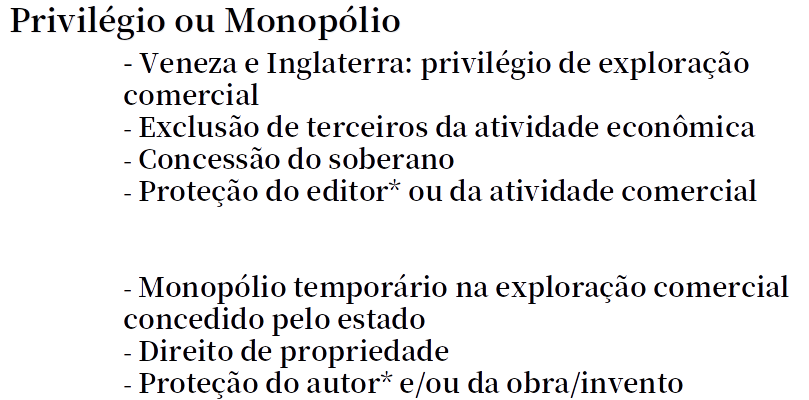 Privilégio ou Monopólio
- Veneza e Inglaterra: privilégio de exploração
comercial
- Exclusão de terceiros da atividade econômica
- Concessão do soberano
- Proteção do editor* ou da atividade comercial
- Monopólio temporário na exploração comercial
concedido pelo estado
- Direito de propriedade
- Proteção do autor* e/ou da obra/invento